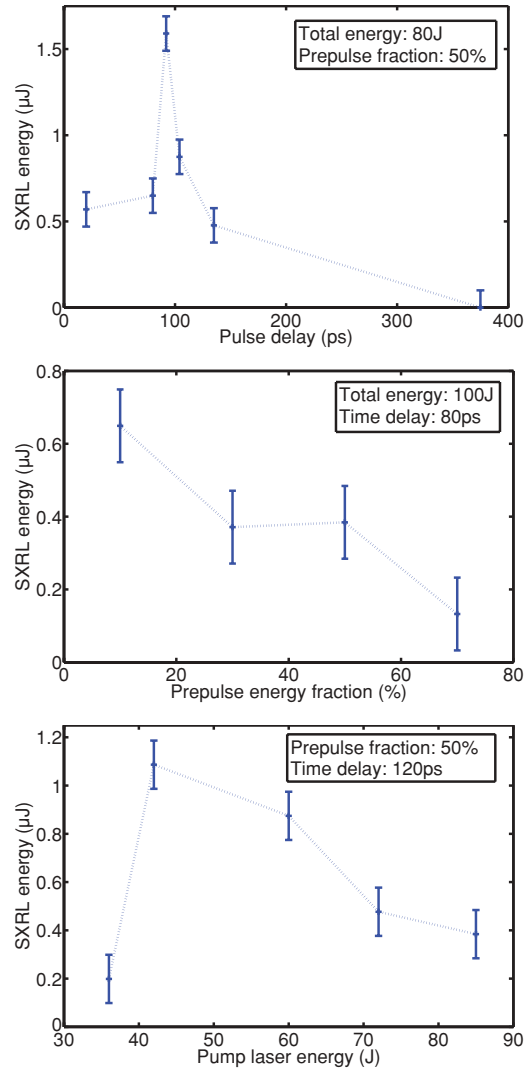 Total energy: 80J
Prepulse fraction: 50%
1.5
1
0.5
0
SXRL energy (µJ)
0 100 200 300 400
Pulse delay (ps)
Total energy: 100J
Time delay: 80ps
0.8
0.6
0.4
0.2
0
SXRL energy (µJ)
0 20 40 60 80
Prepulse energy fraction (%)
Prepulse fraction: 50%
Time delay: 120ps
1.2
1
0.8
0.6
0.4
0.2
0
SXRL energy (µJ)
30 40 50 60 70 80 90
Pump laser energy (J)